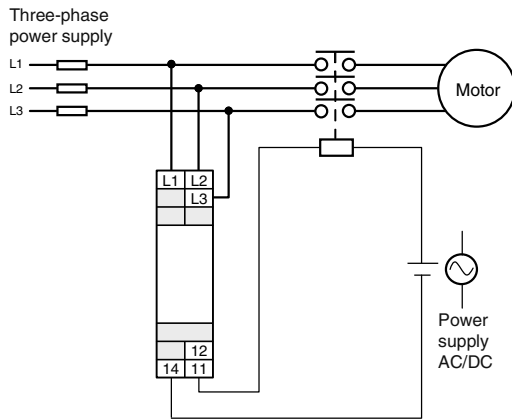 Three-phase
power supply
L1
L2
L3
Motor
L1 L2
L3
12
14 11
Power
supply
AC/DC